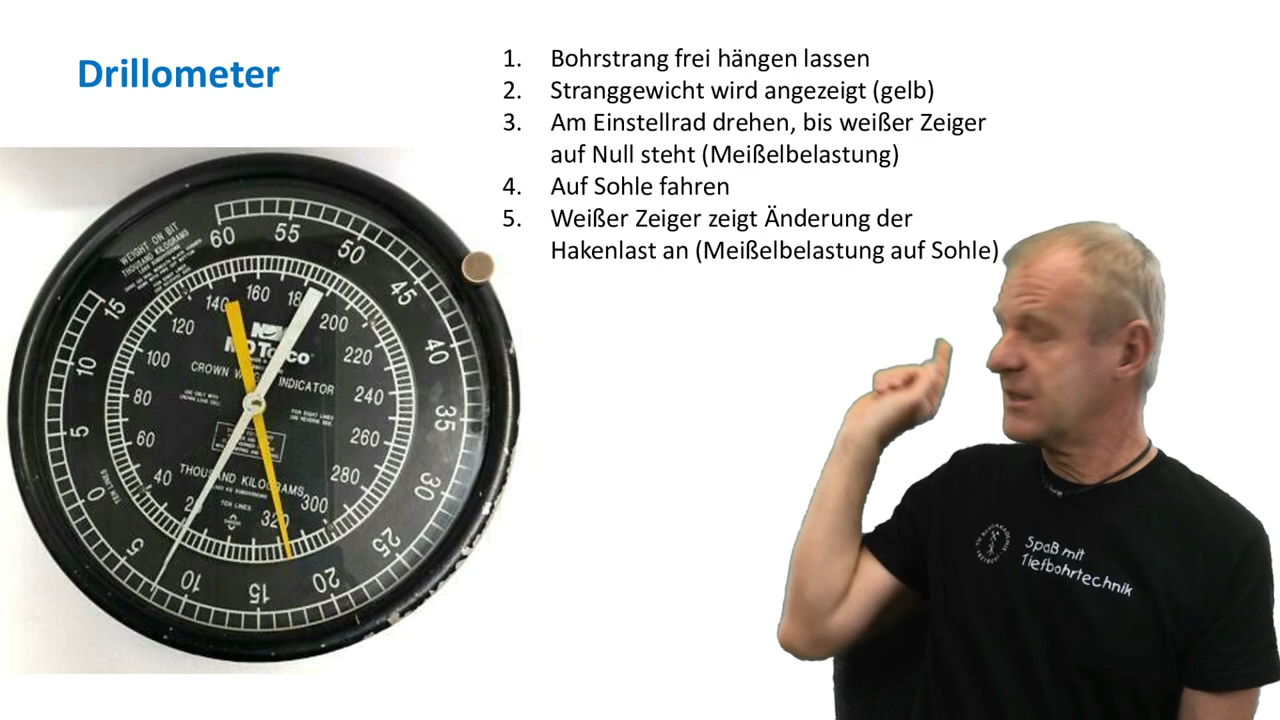 Drillometer
1. Bohrstrang frei hängen lassen
2. Stranggewicht wird angezeigt (gelb)
3. Am Einstellrad drehen, bis weißer Zeiger
auf Null steht (Meißelbelastung)
4. Auf Sohle fahren
5. Weißer Zeiger zeigt Änderung der
Hakenlast an (Meißelbelastung auf Sohle)
WEIGHT ON BIT
THOUSAND KILOGRAMS
60 55 50 45 40 35 30 25 20 15 10 5 0 5 10 15
140 160 200 220 240 260 280 300
120 100 80 60 40
CROWN INDICATOR
THOUSAND KILOGRAMS
TEN LINES
TEN LINES
Spaß mit
Tiefbohrtechnik